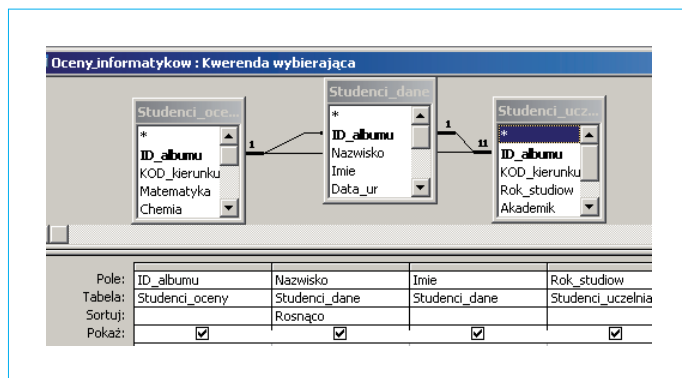 Oceny_informatykow : Kwerenda wybierająca
Studenci_oce...
*
ID_albumu
KOD_kierunku
Matematyka
Chemia
1
Studenci_dane
*
ID_albumu
Nazwisko
Imie
Data_ur
1
11
Studenci_ucz...
*
ID_albumu
KOD_kierunku
Rok_studiow
Akademik
Pole: ID_albumu Nazwisko Imie Rok_studiow
Tabela: Studenci_oceny Studenci_dane Studenci_dane Studenci_uczelnia
Sortuj: Rosnąco
Pokaż: